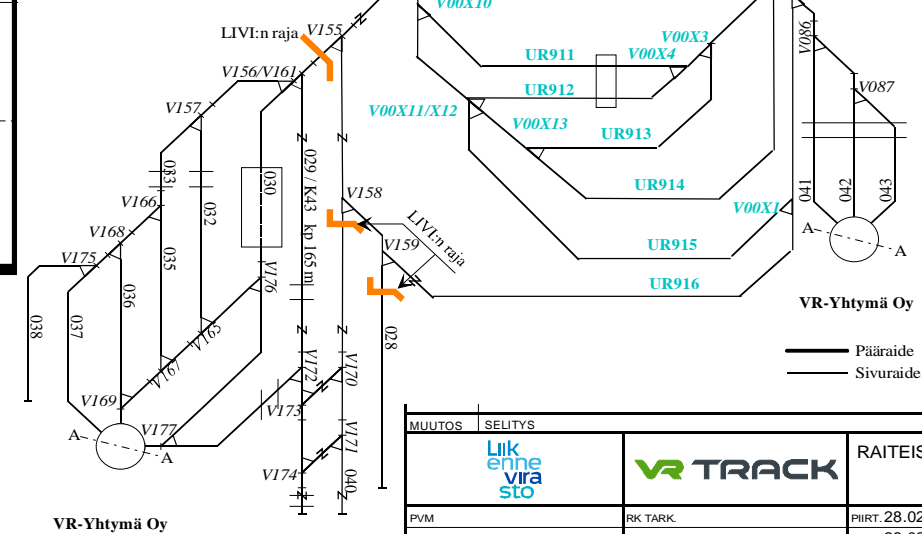 V00X10
LIVI:n raja
V155
V00X3
V086
UR911
V00X4
V156/V161
V087
V157
UR912
V00X11/X12
V00X13
UR913
033
030
029 / K43 kp 165 m
032
UR914
041
042
043
V158
V166
V00X1
LIVI:n raja
V168
A
V159
UR915
A
V175
035
V176
036
UR916
VR-Yhtymä Oy
038
037
V165
028
Pääraide
V167
V172
V170
Sivuraide
V169
V173
MUUTOS
SELITYS
A
V177
V171
A
Liikennevirasto
VR TRACK
RAITEIS
V174
040
PVM
RK TARK.
PIIRT. 28.02
VR-Yhtymä Oy